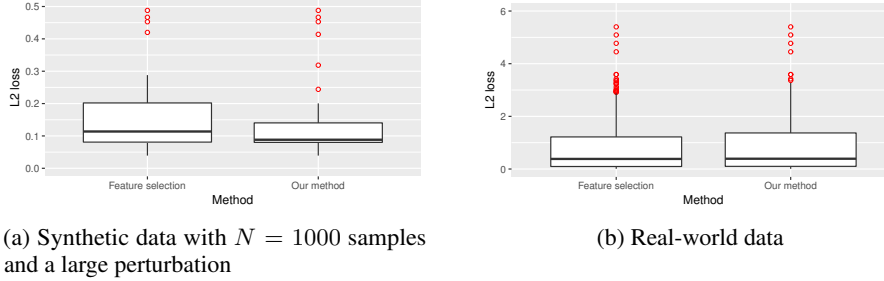 0.5
0.4
0.3
0.2
0.1
0.0
L2 loss
Feature selection
Our method
Method
6
4
2
0
L2 loss
Feature selection
Our method
Method
(a) Synthetic data with N = 1000 samples
and a large perturbation
(b) Real-world data